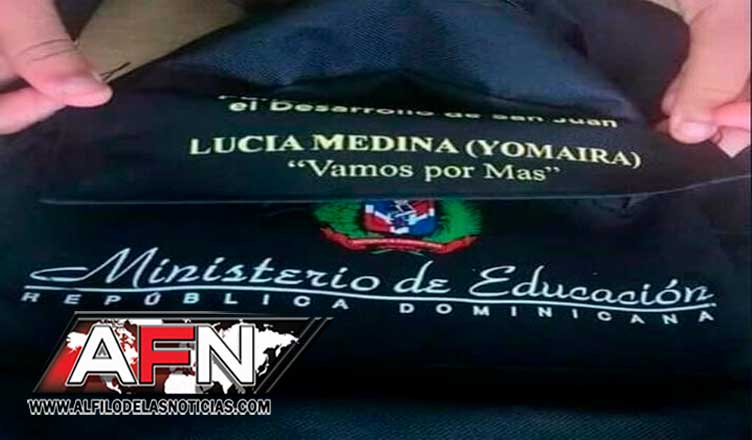 el Desarrollo de San Juan
LUCIA MEDINA (YOMAIRA)
“Vamos por Mas”
Ministerio de Educación
REPÚBLICA DOMINICANA
AFN
WWW.ALFILODELASNOTICIAS.COM